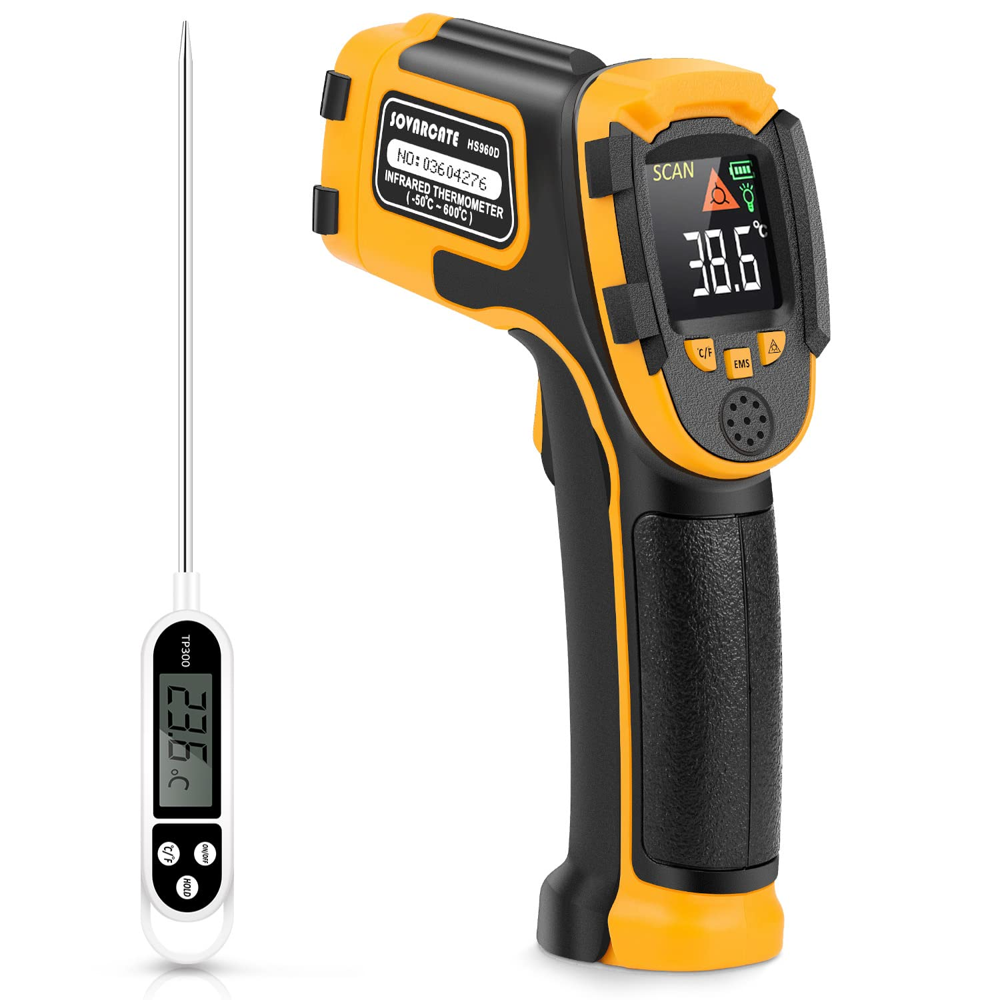 SOVARCATE HS960D
NO:03604276
INFRARED THERMOMETER
(-50°C ~ 600°C)
SCAN
38.6 °C
°C/°F
EMS
TP300
23.6 °C
°C/°F
ON/OFF
HOLD